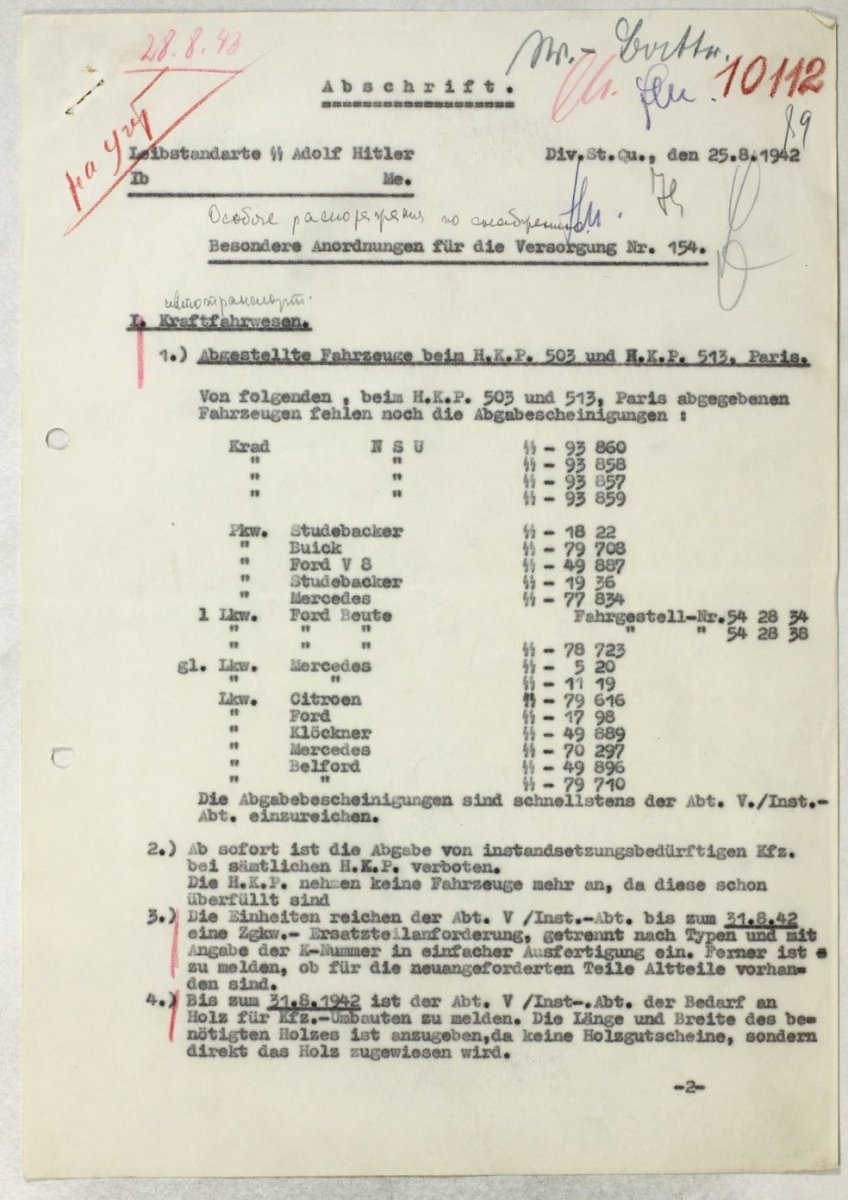 28.8.43
10112
89
Abschrift.
на
Leibstandarte ᛋᛋ Adolf Hitler Div.St.Qu., den 25.8.1942
Ib Me.
Особые распоряжения по снабжению
Besondere Anordnungen für die Versorgung Nr. 154.
автотранспорт.
I. Kraftfahrwesen.
1.) Abgestellte Fahrzeuge beim H.K.P. 503 und H.K.P. 513, Paris.
Von folgenden , beim H.K.P. 503 und 513, Paris abgegebenen
Fahrzeugen fehlen noch die Abgabescheinigungen :
Krad N S U ᛋᛋ - 93 860
" " ᛋᛋ - 93 858
" " ᛋᛋ - 93 857
" " ᛋᛋ - 93 859
Pkw. Studebacker ᛋᛋ - 18 22
" Buick ᛋᛋ - 79 708
" Ford V 8 ᛋᛋ - 49 887
" Studebacker ᛋᛋ - 19 36
" Mercedes ᛋᛋ - 77 834
l Lkw. Ford Beute Fahrgestell-Nr.54 28 34
" " " " " 54 28 38
" " " ᛋᛋ - 78 723
gl. Lkw. Mercedes ᛋᛋ - 5 20
" " ᛋᛋ - 11 19
Lkw. Citroen ᛋᛋ - 79 616
" Ford ᛋᛋ - 17 98
" Klöckner ᛋᛋ - 49 889
" Mercedes ᛋᛋ - 70 297
" Belford ᛋᛋ - 49 896
" " ᛋᛋ - 79 710
Die Abgabebescheinigungen sind schnellstens der Abt. V./Inst.-
Abt. einzureichen.
2.) Ab sofort ist die Abgabe von instandsetzungsbedürftigen Kfz.
bei sämtlichen H.K.P. verboten.
Die H.K.P. nehmen keine Fahrzeuge mehr an, da diese schon
überfüllt sind
3.) Die Einheiten reichen der Abt. V /Inst.-Abt. bis zum 31.8.42
eine Zgkw.- Ersatzteilanforderung, getrennt nach Typen und mit
Angabe der K-Nummer in einfacher Ausfertigung ein. Ferner ist
zu melden, ob für die neuangeforderten Teile Altteile vorhan-
den sind.
4.) Bis zum 31.8.1942 ist der Abt. V /Inst-.Abt. der Bedarf an
Holz für Kfz.-Umbauten zu melden. Die Länge und Breite des be-
nötigten Holzes ist anzugeben,da keine Holzgutscheine, sondern
direkt das Holz zugewiesen wird.
-2-